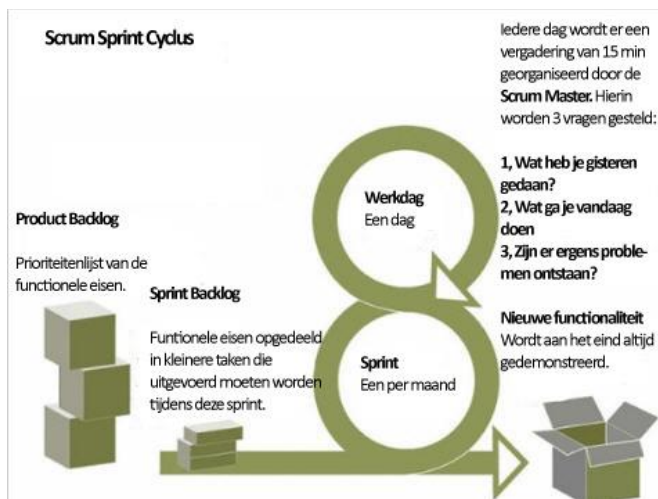 Scrum Sprint Cyclus
Iedere dag wordt er een
vergadering van 15 min
georganiseerd door de
Scrum Master. Hierin
worden 3 vragen gesteld:
1, Wat heb je gisteren
gedaan?
2, Wat ga je vandaag
doen
3, Zijn er ergens proble-
men ontstaan?
Werkdag
Een dag
Product Backlog
Prioriteitenlijst van de
functionele eisen.
Sprint Backlog
Funtionele eisen opgedeeld
in kleinere taken die
uitgevoerd moeten worden
tijdens deze sprint.
Sprint
Een per maand
Nieuwe functionaliteit
Wordt aan het eind altijd
gedemonstreerd.